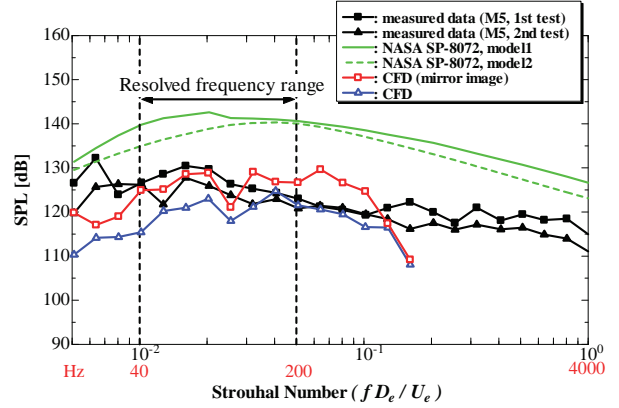 : measured data (M5, 1st test)
: measured data (M5, 2nd test)
: NASA SP-8072, model1
: NASA SP-8072, model2
: CFD (mirror image)
: CFD
Resolved frequency range
SPL [dB]
160
150
140
130
120
110
100
90
10⁻² 10⁻¹ 10⁰
Hz 40 200 4000
Strouhal Number ( f Dₑ / Uₑ )